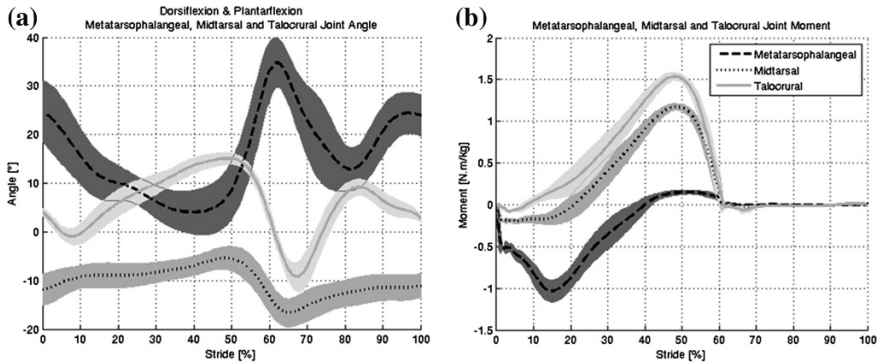 (a)
Dorsiflexion & Plantarflexion
Metatarsophalangeal, Midtarsal and Talocrural Joint Angle
40
30
20
10
0
-10
-20
Angle [°]
0 10 20 30 40 50 60 70 80 90 100
Stride [%]
(b)
Metatarsophalangeal, Midtarsal and Talocrural Joint Moment
2
1.5
1
0.5
0
-0.5
-1
-1.5
Moment [N.m/kg]
Metatarsophalangeal
Midtarsal
Talocrural
0 10 20 30 40 50 60 70 80 90 100
Stride [%]